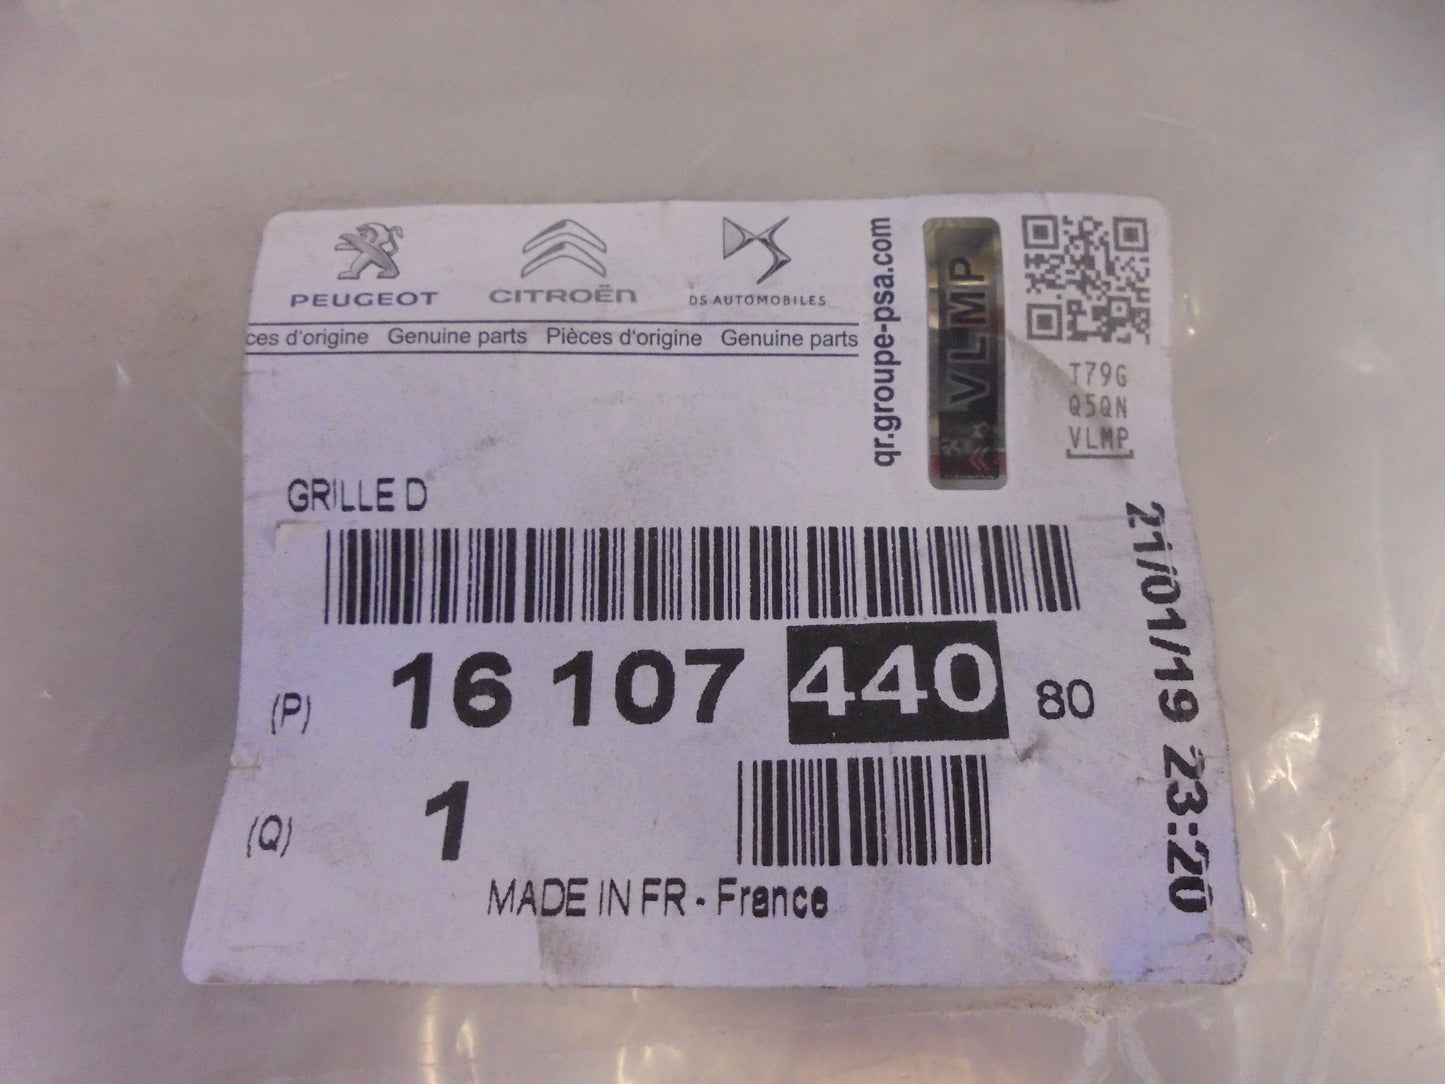 PEUGEOT CITROËN DS AUTOMOBILES
ces d'origine Genuine parts Pièces d'origine Genuine parts
qr.groupe-psa.com
VLMP
T79G
Q5QN
VLMP
GRILLE D
21/01/19 23:20
(P) 16 107 440 80
(Q) 1
MADE IN FR - France